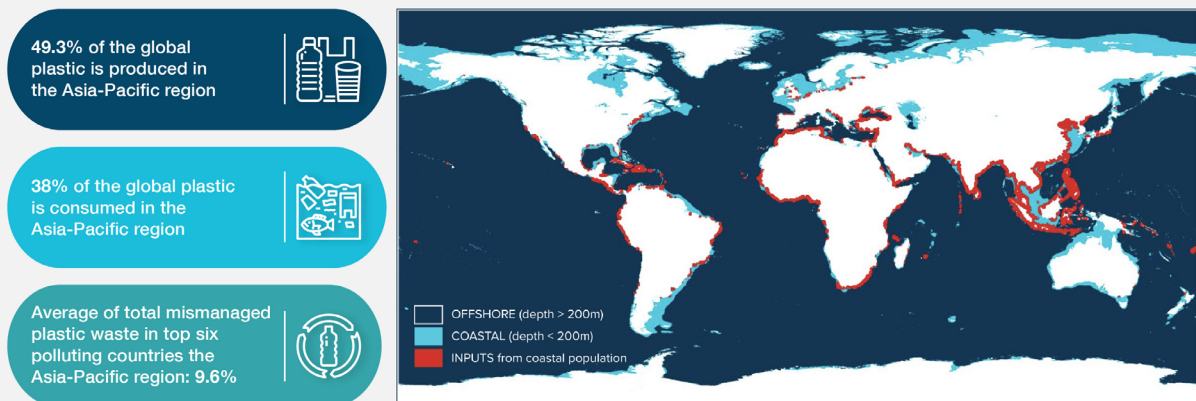 49.3% of the global
plastic is produced in
the Asia-Pacific region
38% of the global plastic
is consumed in the
Asia-Pacific region
Average of total mismanaged
plastic waste in top six
polluting countries the
Asia-Pacific region: 9.6%
OFFSHORE (depth > 200m)
COASTAL (depth < 200m)
INPUTS from coastal population